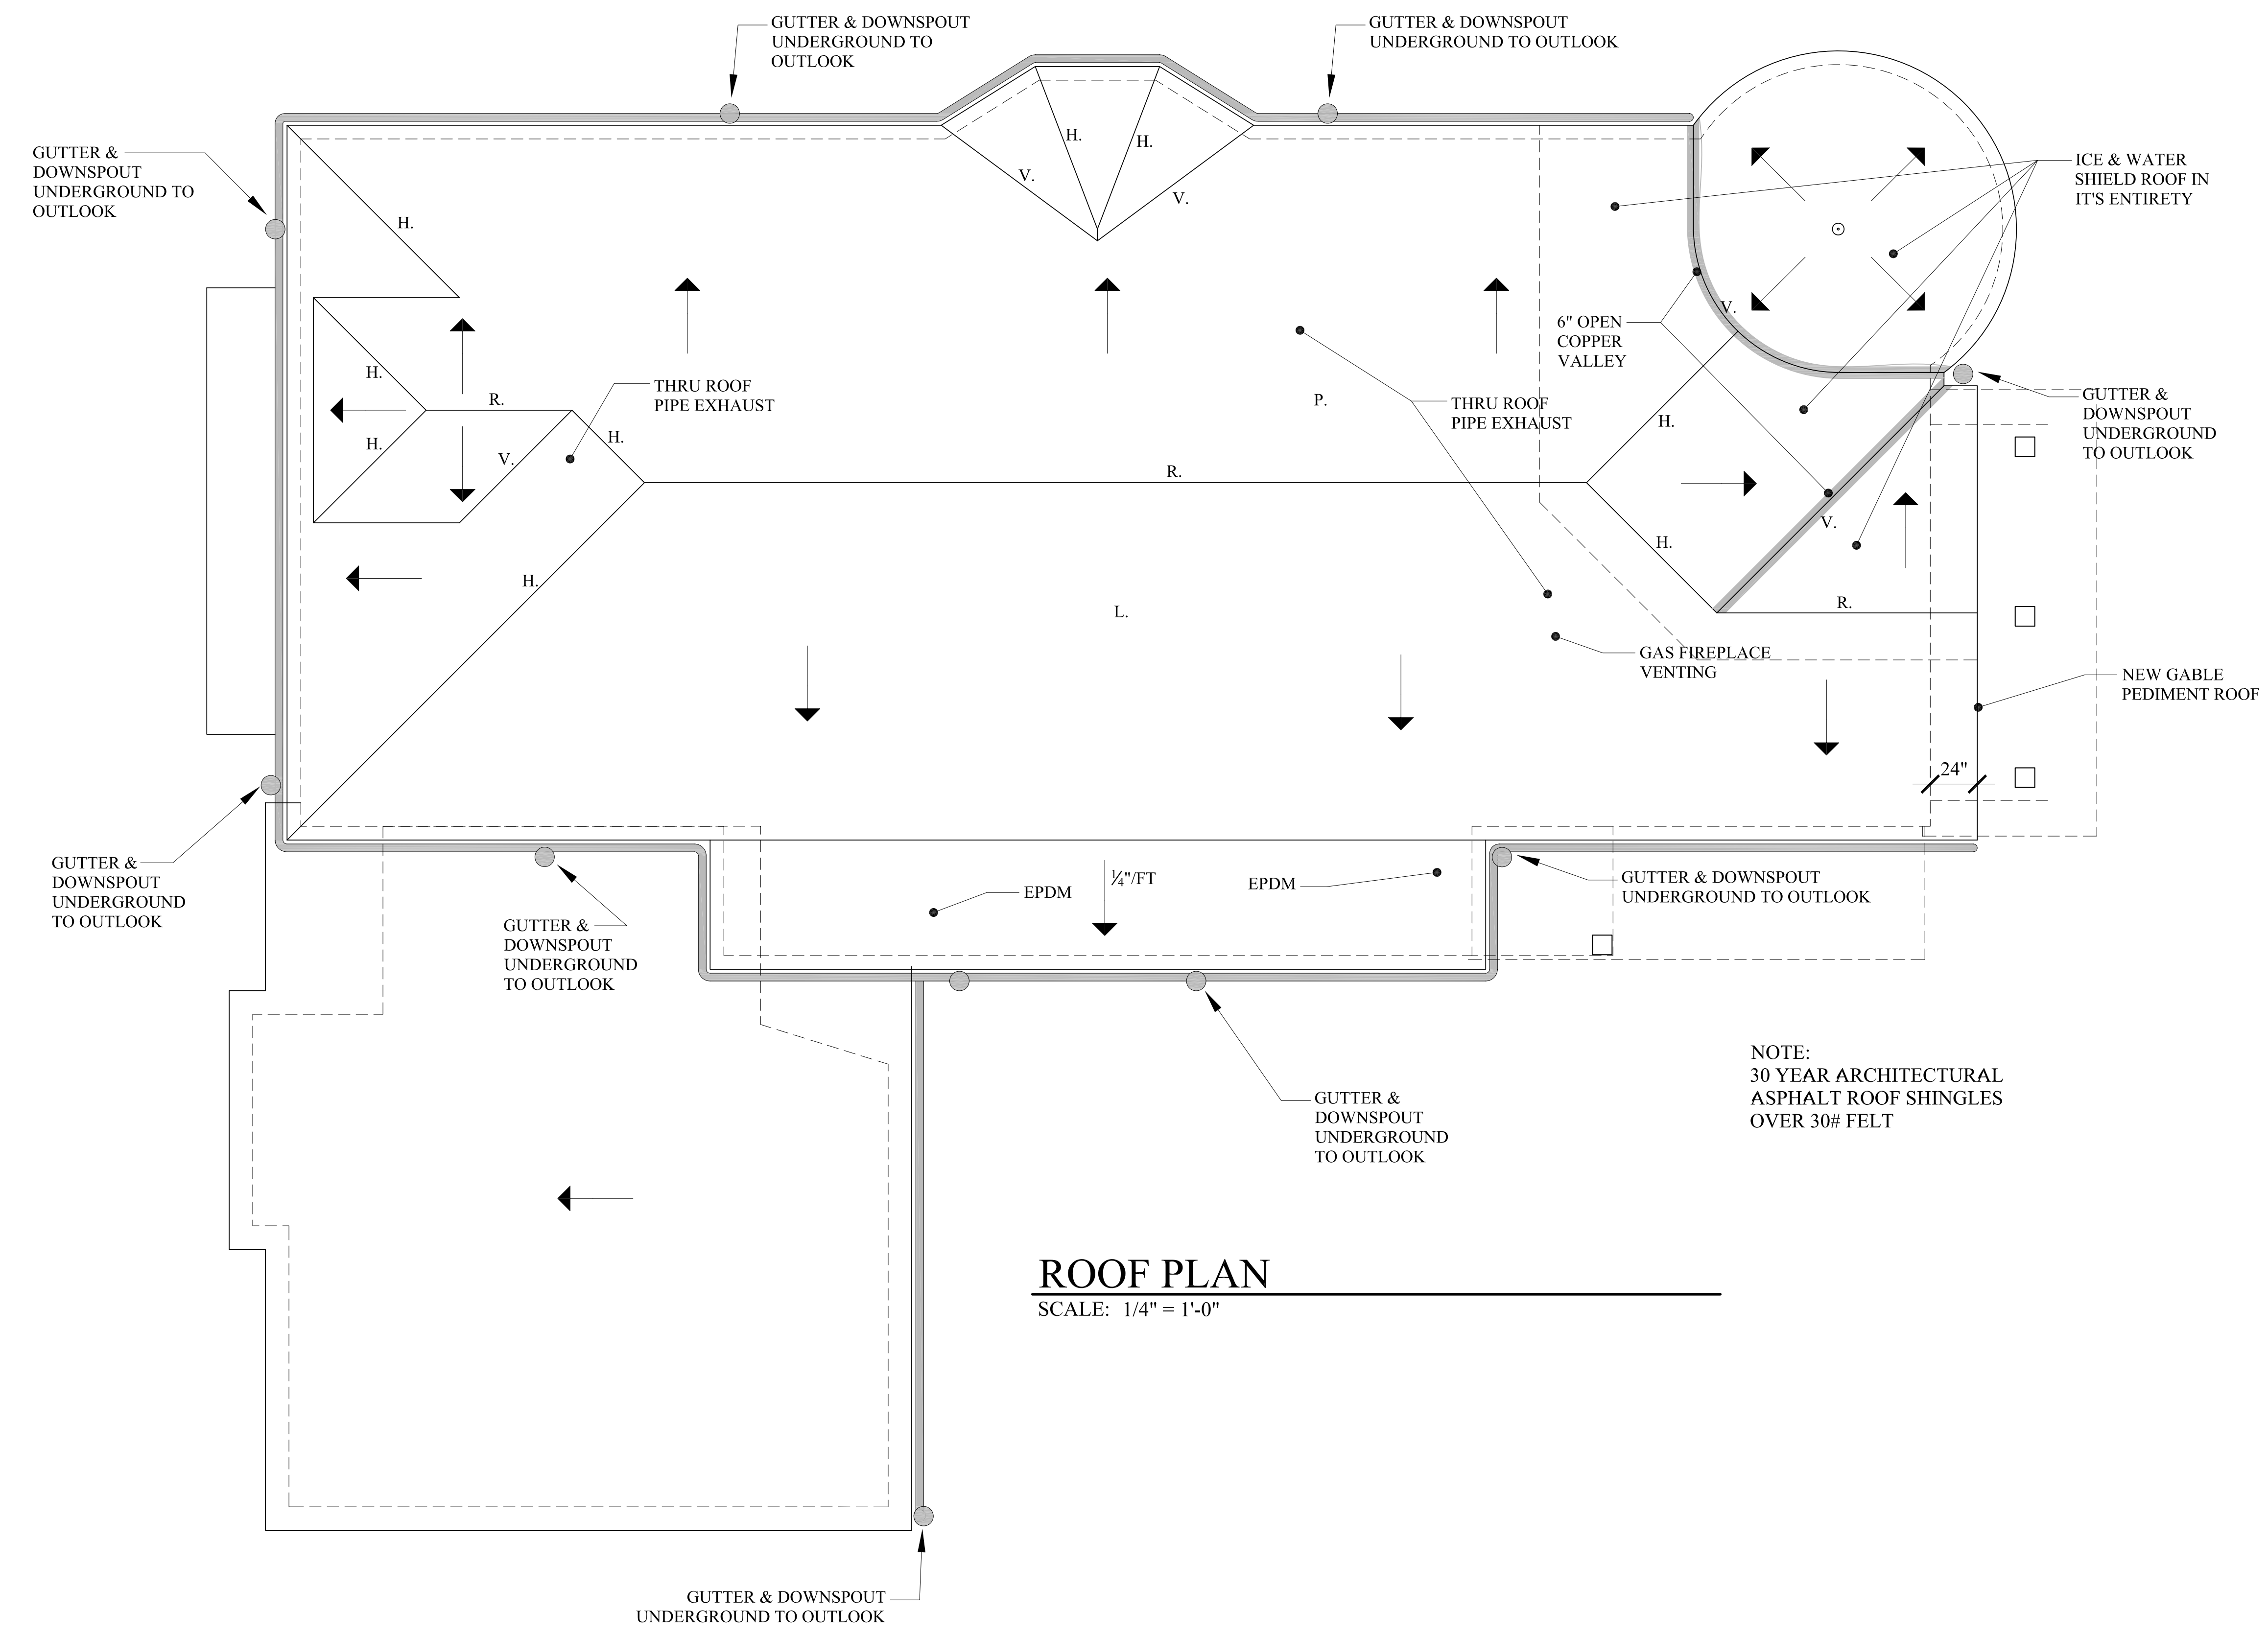 GUTTER & DOWNSPOUT
UNDERGROUND TO
OUTLOOK
GUTTER & DOWNSPOUT
UNDERGROUND TO OUTLOOK
GUTTER &
DOWNSPOUT
UNDERGROUND TO
OUTLOOK
H.
H.
V.
V.
ICE & WATER
SHIELD ROOF IN
IT'S ENTIRETY
H.
V.
6" OPEN
COPPER
VALLEY
H.
THRU ROOF
PIPE EXHAUST
R.
H.
H.
V.
P.
THRU ROOF
PIPE EXHAUST
H.
GUTTER &
DOWNSPOUT
UNDERGROUND
TO OUTLOOK
R.
V.
H.
H.
L.
R.
GAS FIREPLACE
VENTING
NEW GABLE
PEDIMENT ROOF
24"
GUTTER &
DOWNSPOUT
UNDERGROUND
TO OUTLOOK
GUTTER &
DOWNSPOUT
UNDERGROUND
TO OUTLOOK
EPDM
¼"/FT
EPDM
GUTTER & DOWNSPOUT
UNDERGROUND TO OUTLOOK
GUTTER &
DOWNSPOUT
UNDERGROUND
TO OUTLOOK
NOTE:
30 YEAR ARCHITECTURAL
ASPHALT ROOF SHINGLES
OVER 30# FELT
ROOF PLAN
SCALE: 1/4" = 1'-0"
GUTTER & DOWNSPOUT
UNDERGROUND TO OUTLOOK